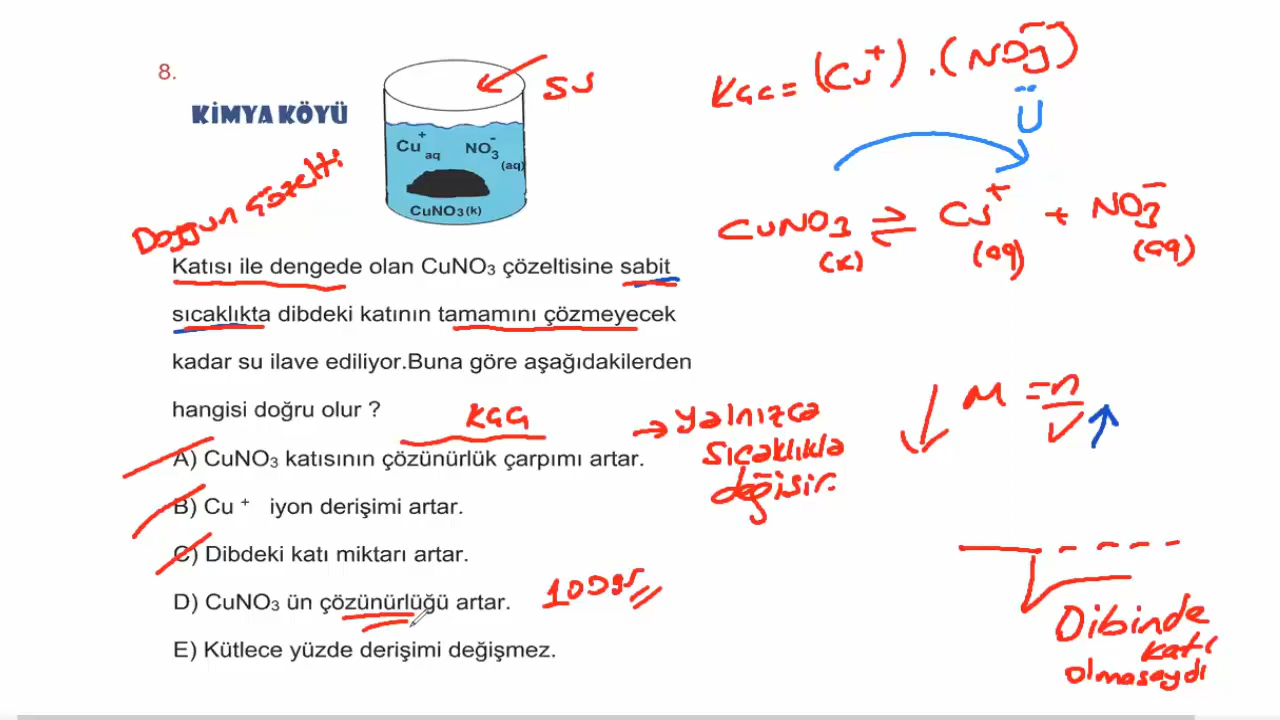 8.
KİMYA KÖYÜ
Doygun çözelti
SU
Cu⁺ aq NO₃⁻ (aq)
CuNO₃(k)
Kçç = (Cu⁺) . (NO₃⁻)
Ü
CuNO₃ (k) ⇌ Cu⁺ (aq) + NO₃⁻ (aq)
Katısı ile dengede olan CuNO₃ çözeltisine sabit
sıcaklıkta dibdeki katının tamamını çözmeyecek
kadar su ilave ediliyor.Buna göre aşağıdakilerden
hangisi doğru olur ?
Kçç
A) CuNO₃ katısının çözünürlük çarpımı artar.
B) Cu ⁺ iyon derişimi artar.
C) Dibdeki katı miktarı artar.
D) CuNO₃ ün çözünürlüğü artar.
E) Kütlece yüzde derişimi değişmez.
→ yalnızca
sıcaklıkla
değişir.
M = n/V
100gr
Dibinde
katı
olmasaydı